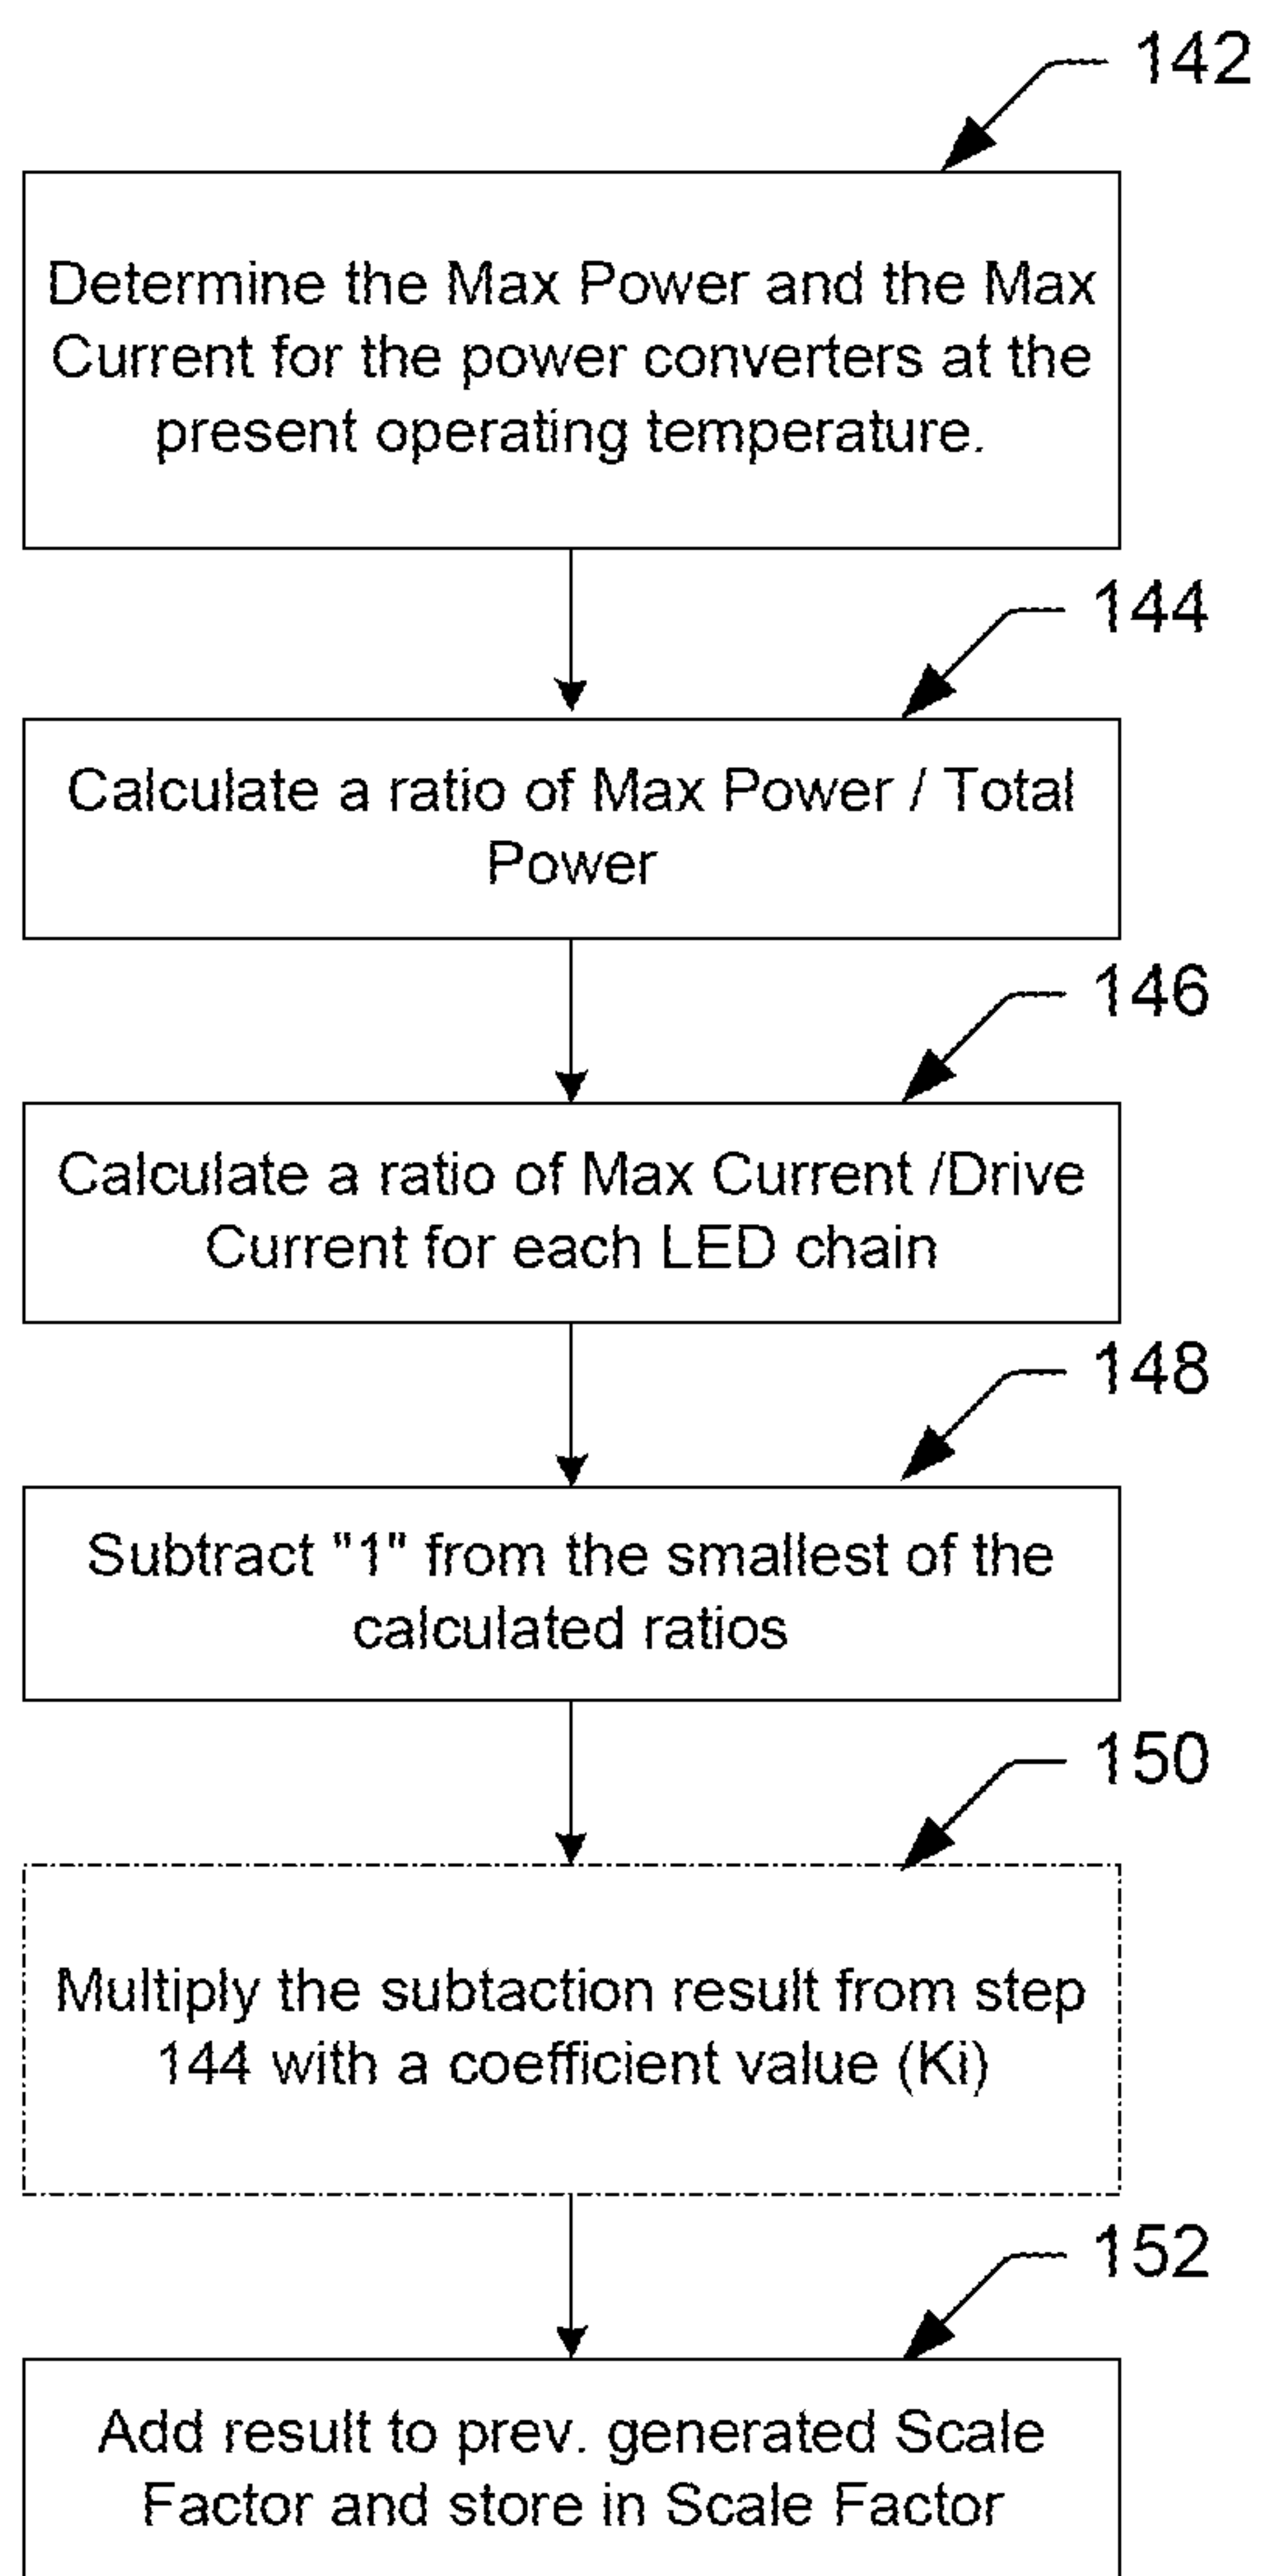 142
Determine the Max Power and the Max
Current for the power converters at the
present operating temperature.
144
Calculate a ratio of Max Power / Total
Power
146
Calculate a ratio of Max Current /Drive
Current for each LED chain
148
Subtract "1" from the smallest of the
calculated ratios
150
Multiply the subtaction result from step
144 with a coefficient value (Ki)
152
Add result to prev. generated Scale
Factor and store in Scale Factor